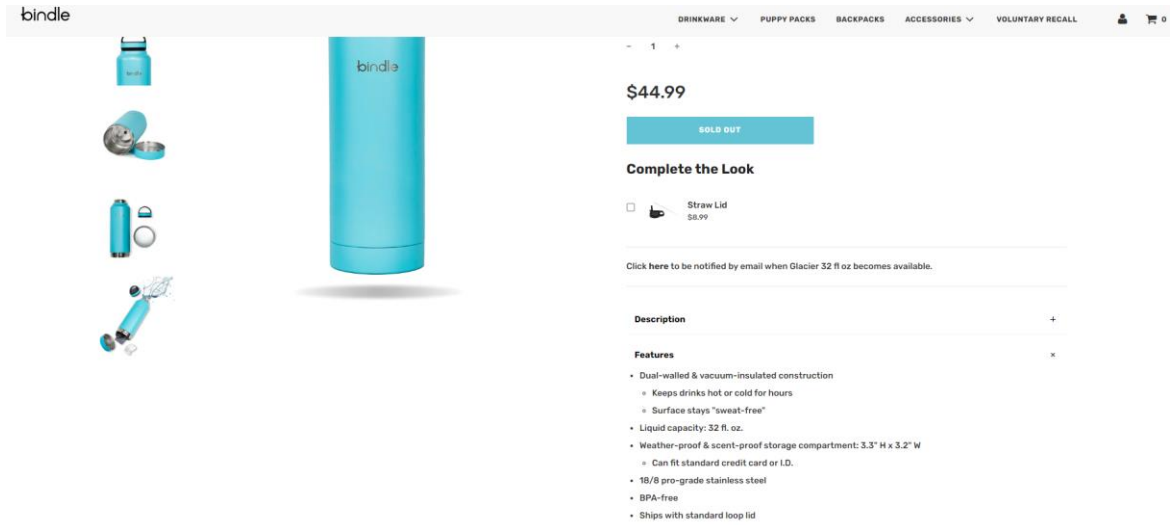 bindle
DRINKWARE PUPPY PACKS BACKPACKS ACCESSORIES VOLUNTARY RECALL 0
- 1 +
bindle
$44.99
SOLD OUT
Complete the Look
Straw Lid
$8.99
Click here to be notified by email when Glacier 32 fl oz becomes available.
Description +
Features ×
• Dual-walled & vacuum-insulated construction
Keeps drinks hot or cold for hours
Surface stays "sweat-free"
• Liquid capacity: 32 fl. oz.
• Weather-proof & scent-proof storage compartment: 3.3" H x 3.2" W
Can fit standard credit card or I.D.
• 18/8 pro-grade stainless steel
• BPA-free
• Ships with standard loop lid